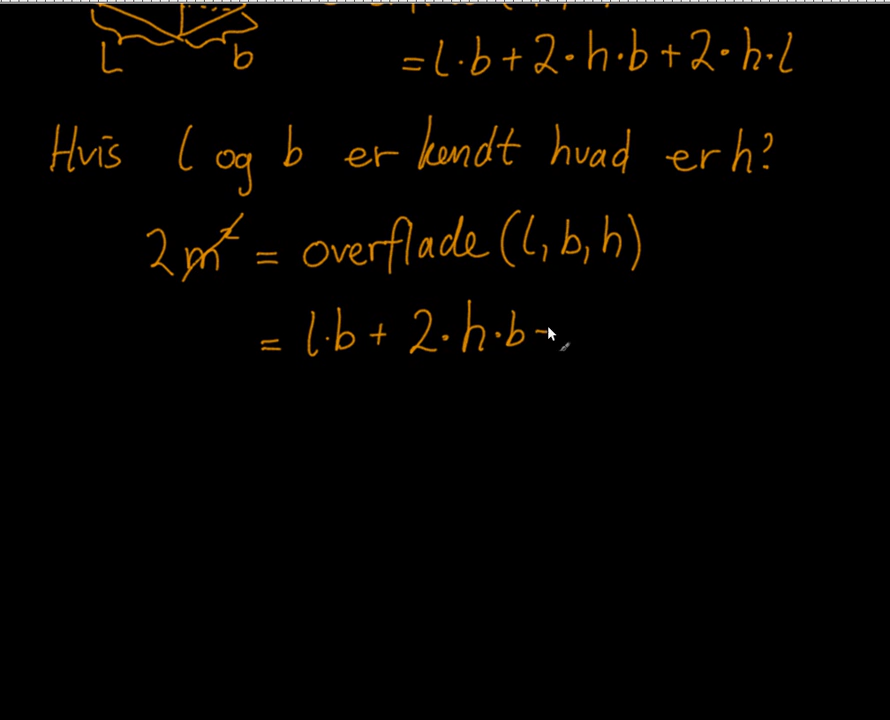 L b
=l·b+2·h·b+2·h·l
Hvis l og b er kendt hvad er h?
2m² = overflade(l, b, h)
= l·b + 2·h·b -